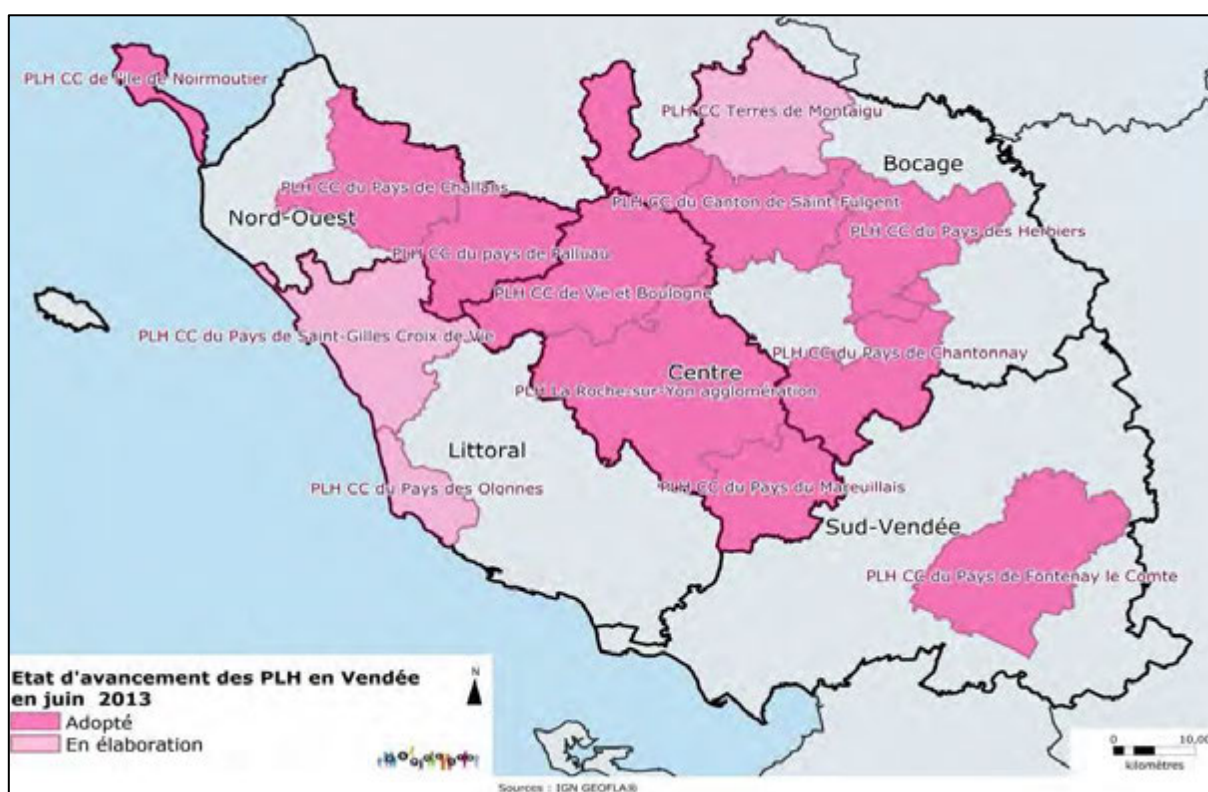 PLH CC de l'île de Noirmoutier
PLH CC Terres de Montaigu
Bocage
PLH CC du Pays de Challans
PLH CC du Canton de Saint-Fulgent
Nord-Ouest
PLH CC du Pays des Herbiers
PLH CC du pays de Palluau
PLH CC de Vie et Boulogne
PLH CC du Pays de Saint-Gilles Croix de Vie
PLH CC du Pays de Chantonnay
Centre
PLH La Roche-sur-Yon agglomération
Littoral
PLH CC du Pays des Olonnes
PLH CC du Pays du Mareuillais
Sud-Vendée
PLH CC du Pays de Fontenay le Comte
Etat d'avancement des PLH en Vendée
en juin 2013
N
Adopté
En élaboration
0 10,00
kilomètres
Sources : IGN GEOFLA®